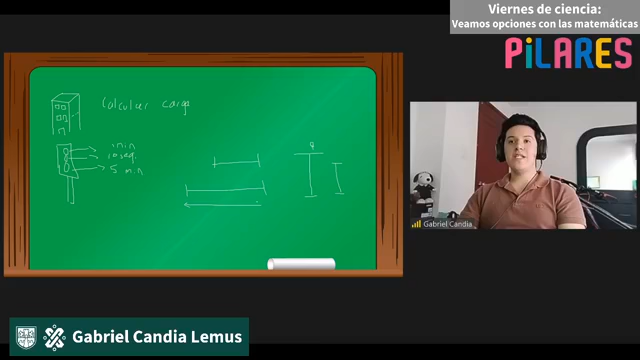 Viernes de ciencia:
Veamos opciones con las matemáticas
PiLARES
Calcular carga
1 min
10 seg.
5 min
Gabriel Candia
Gabriel Candia Lemus